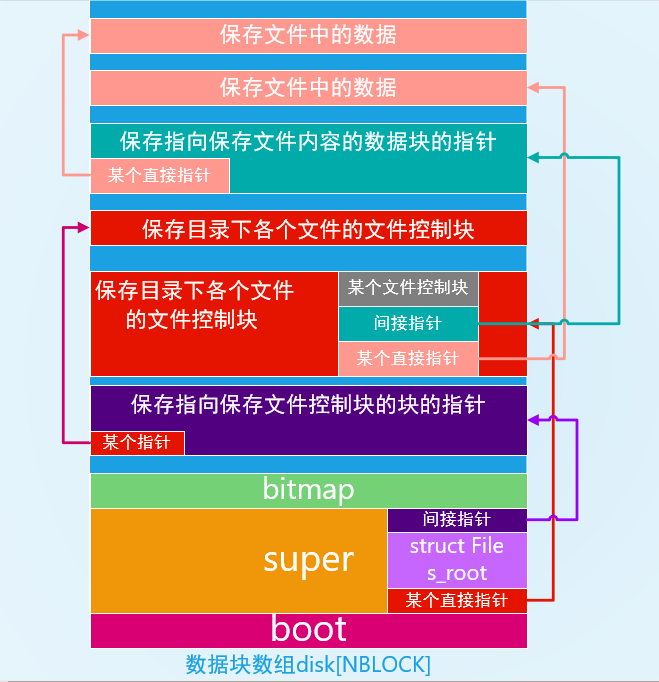 保存文件中的数据
保存文件中的数据
保存指向保存文件内容的数据块的指针
某个直接指针
保存目录下各个文件的文件控制块
保存目录下各个文件
的文件控制块
某个文件控制块
间接指针
某个直接指针
保存指向保存文件控制块的块的指针
某个指针
bitmap
super
间接指针
struct File
s_root
某个直接指针
boot
数据块数组disk[NBLOCK]